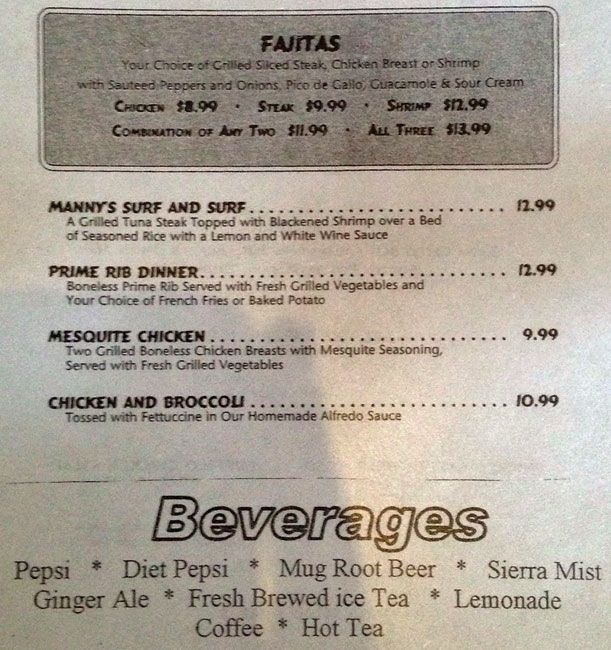 FAJITAS
Your Choice of Grilled Sliced Steak, Chicken Breast or Shrimp
with Sauteed Peppers and Onions, Pico de Gallo, Guacamole & Sour Cream
CHICKEN $8.99 · STEAK $9.99 · SHRIMP $12.99
COMBINATION OF ANY TWO $11.99 · ALL THREE $13.99
MANNY'S SURF AND SURF.......................... 12.99
A Grilled Tuna Steak Topped with Blackened Shrimp over a Bed
of Seasoned Rice with a Lemon and White Wine Sauce
PRIME RIB DINNER............................... 12.99
Boneless Prime Rib Served with Fresh Grilled Vegetables and
Your Choice of French Fries or Baked Potato
MESQUITE CHICKEN .............................. 9.99
Two Grilled Boneless Chicken Breasts with Mesquite Seasoning,
Served with Fresh Grilled Vegetables
CHICKEN AND BROCCOLI .......................... 10.99
Tossed with Fettuccine in Our Homemade Alfredo Sauce
Beverages
Pepsi * Diet Pepsi * Mug Root Beer * Sierra Mist
Ginger Ale * Fresh Brewed ice Tea * Lemonade
Coffee * Hot Tea